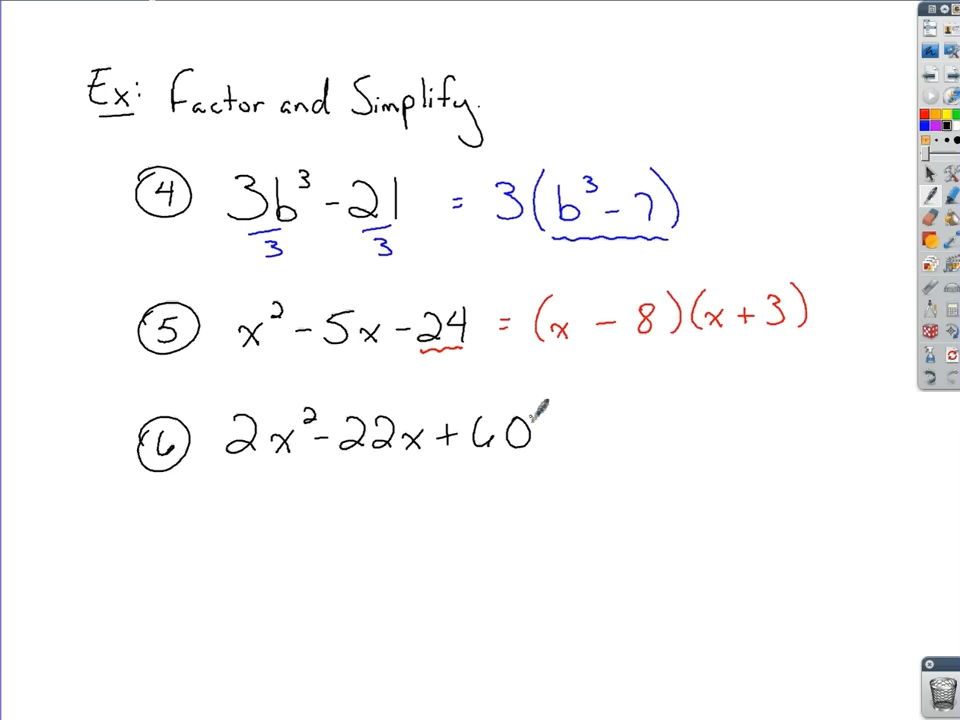 Ex: Factor and Simplify.
④ 3b³ - 21 = 3(b³ - 7)
3 3
⑤ x² - 5x - 24 = (x - 8)(x + 3)
⑥ 2x² - 22x + 60